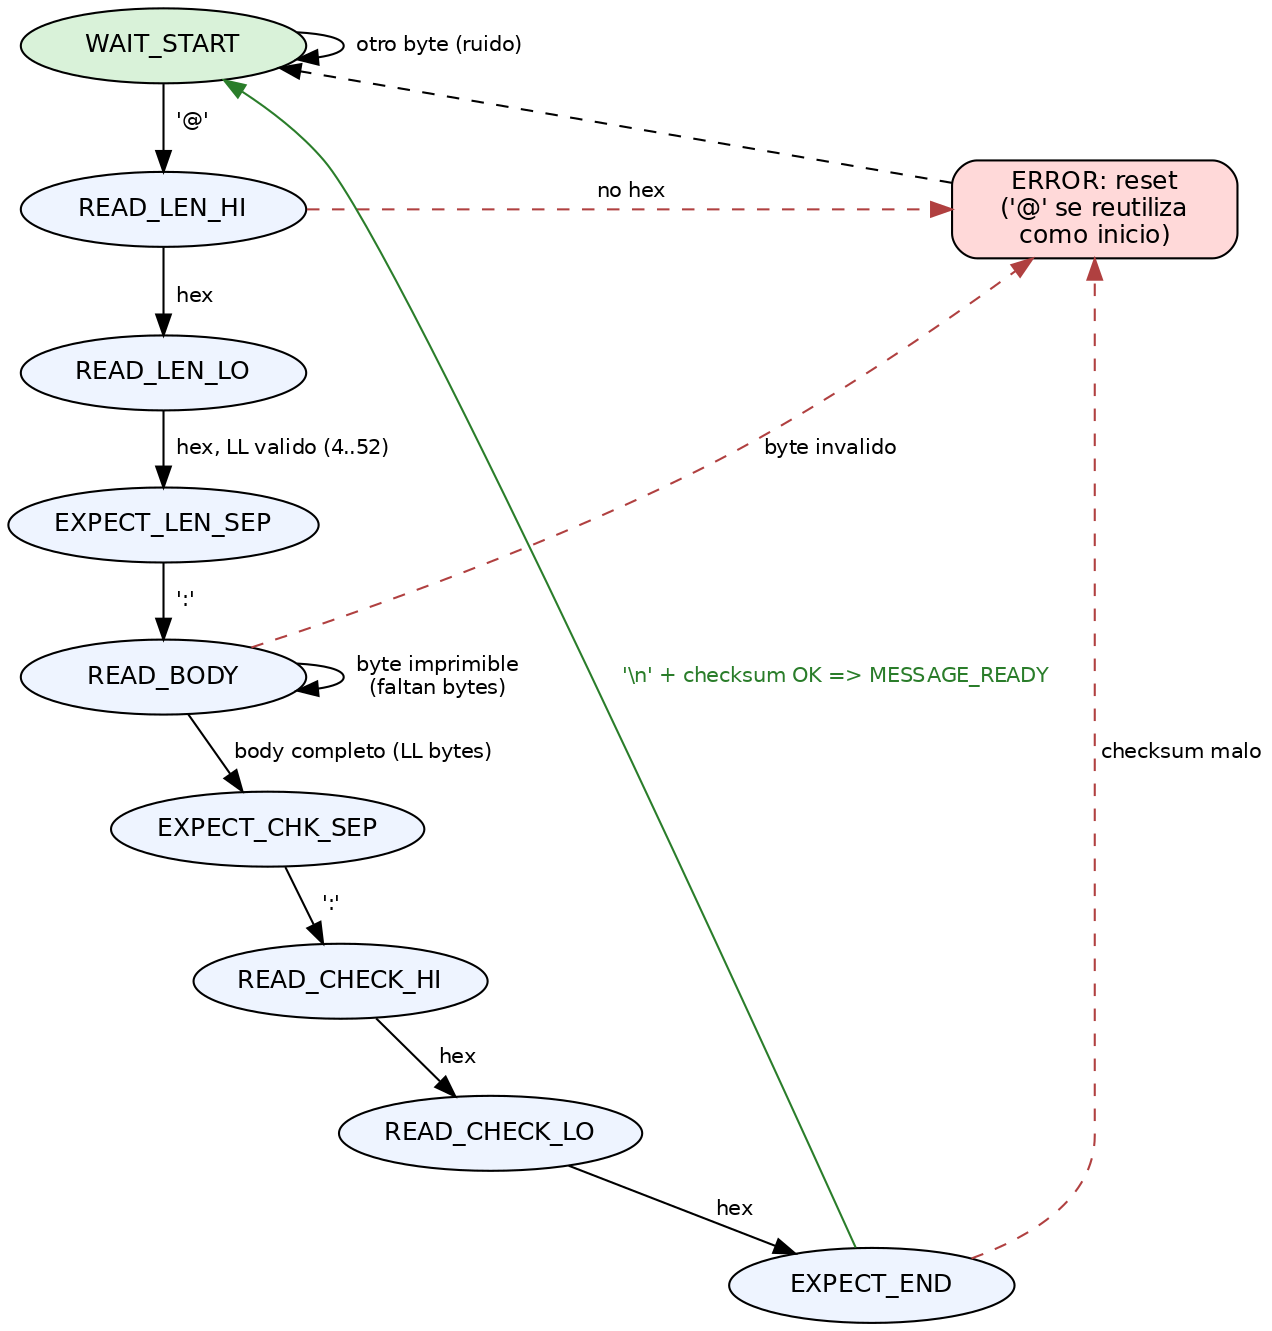 WAIT_START
otro byte (ruido)
'@'
ERROR: reset
('@' se reutiliza
como inicio)
READ_LEN_HI
no hex
hex
READ_LEN_LO
hex, LL valido (4..52)
byte invalido
EXPECT_LEN_SEP
':'
READ_BODY
byte imprimible
(faltan bytes)
'\n' + checksum OK => MESSAGE_READY
body completo (LL bytes)
checksum malo
EXPECT_CHK_SEP
':'
READ_CHECK_HI
hex
READ_CHECK_LO
hex
EXPECT_END